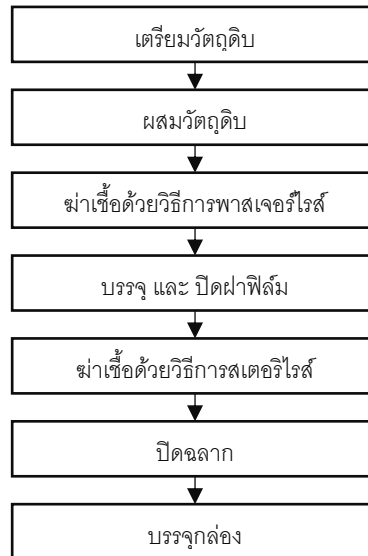 เตรียมวัตถุดิบ
ผสมวัตถุดิบ
ฆ่าเชื้อด้วยวิธีการพาสเจอร์ไรส์
บรรจุ และ ปิดฝาฟิล์ม
ฆ่าเชื้อด้วยวิธีการสเตอริไรส์
ปิดฉลาก
บรรจุกล่อง